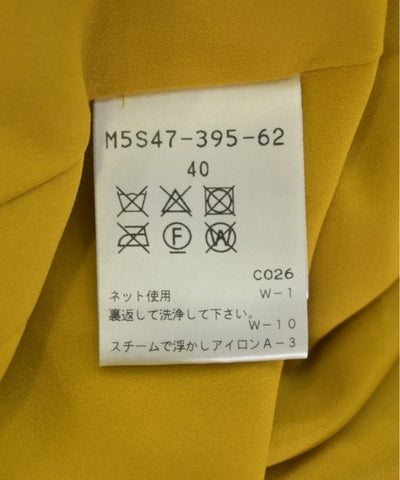 M5S47-395-62
40
F W
C026
ネット使用 W-1
裏返して洗浄して下さい。
W-10
スチームで浮かしアイロンA-3